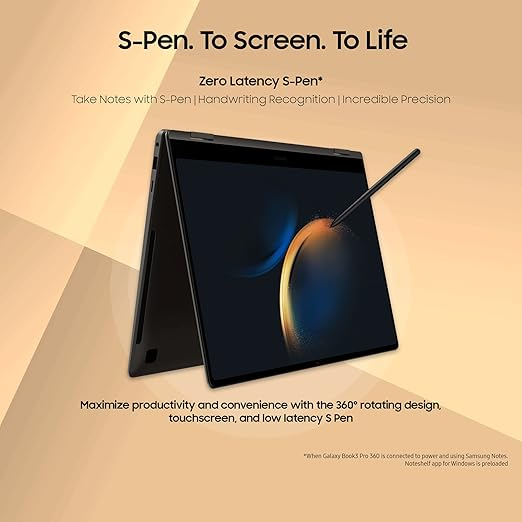 S-Pen. To Screen. To Life
Zero Latency S-Pen*
Take Notes with S-Pen | Handwriting Recognition | Incredible Precision
Maximize productivity and convenience with the 360° rotating design,
touchscreen, and low latency S Pen
*When Galaxy Book3 Pro 360 is connected to power and using Samsung Notes.
Noteshelf app for Windows is preloaded